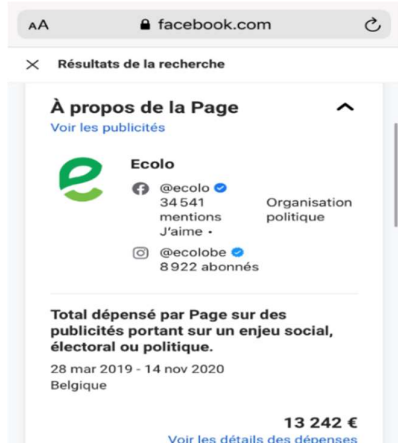 AA facebook.com
Résultats de la recherche
À propos de la Page
Voir les publicités
Ecolo
@ecolo
34 541
mentions
J'aime •
Organisation
politique
@ecolobe
8 922 abonnés
Total dépensé par Page sur des
publicités portant sur un enjeu social,
électoral ou politique.
28 mar 2019 - 14 nov 2020
Belgique
13 242 €
Voir les détails des dépenses